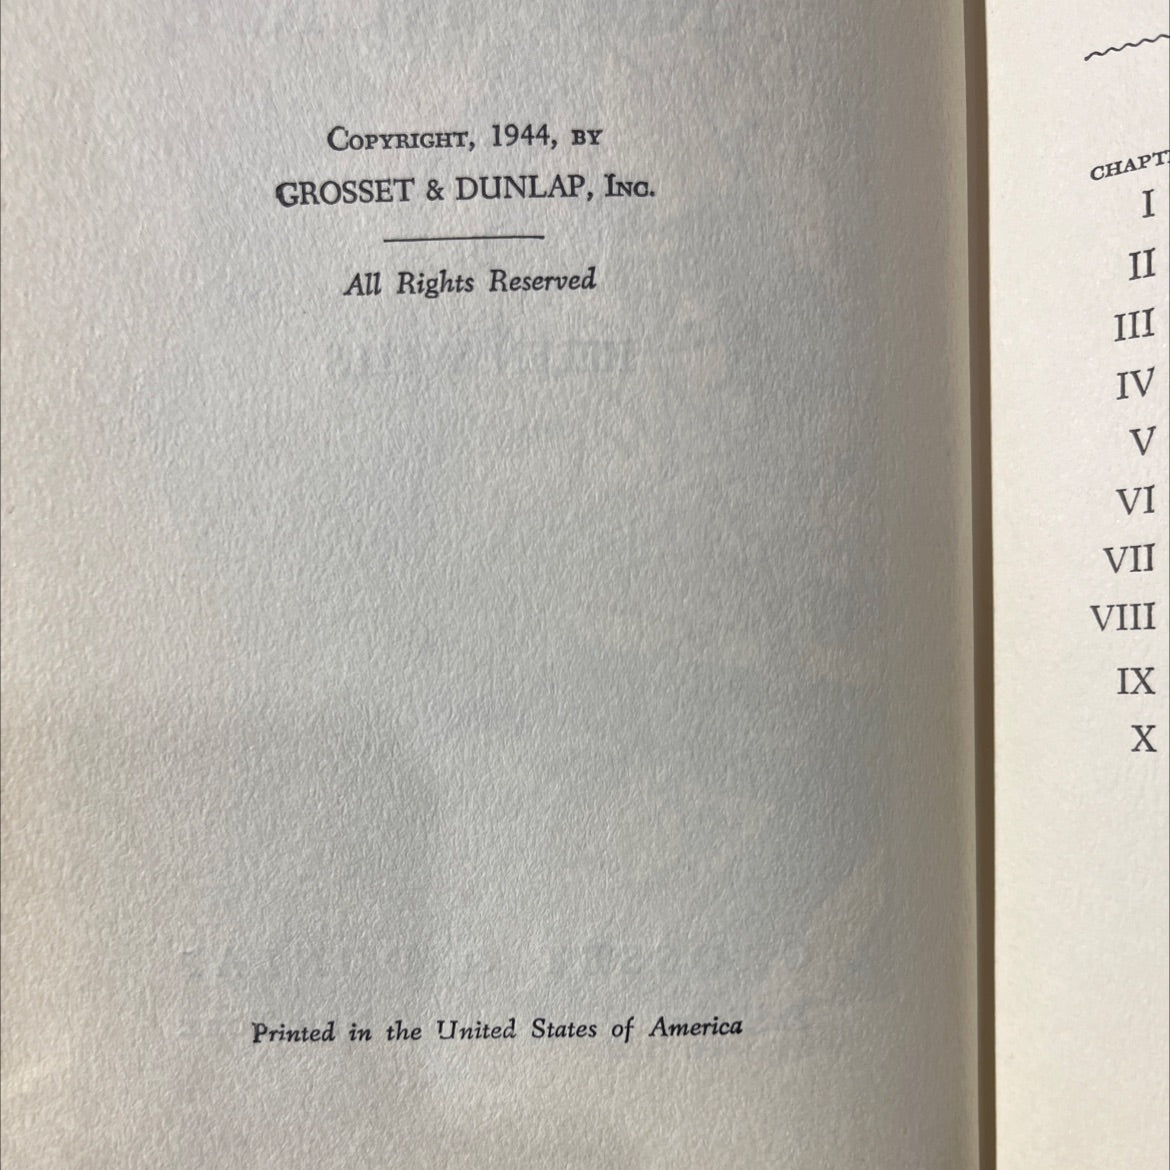 Copyright, 1944, by
GROSSET & DUNLAP, Inc.
All Rights Reserved
Printed in the United States of America
I
II
III
IV
V
VI
VII
VIII
IX
X